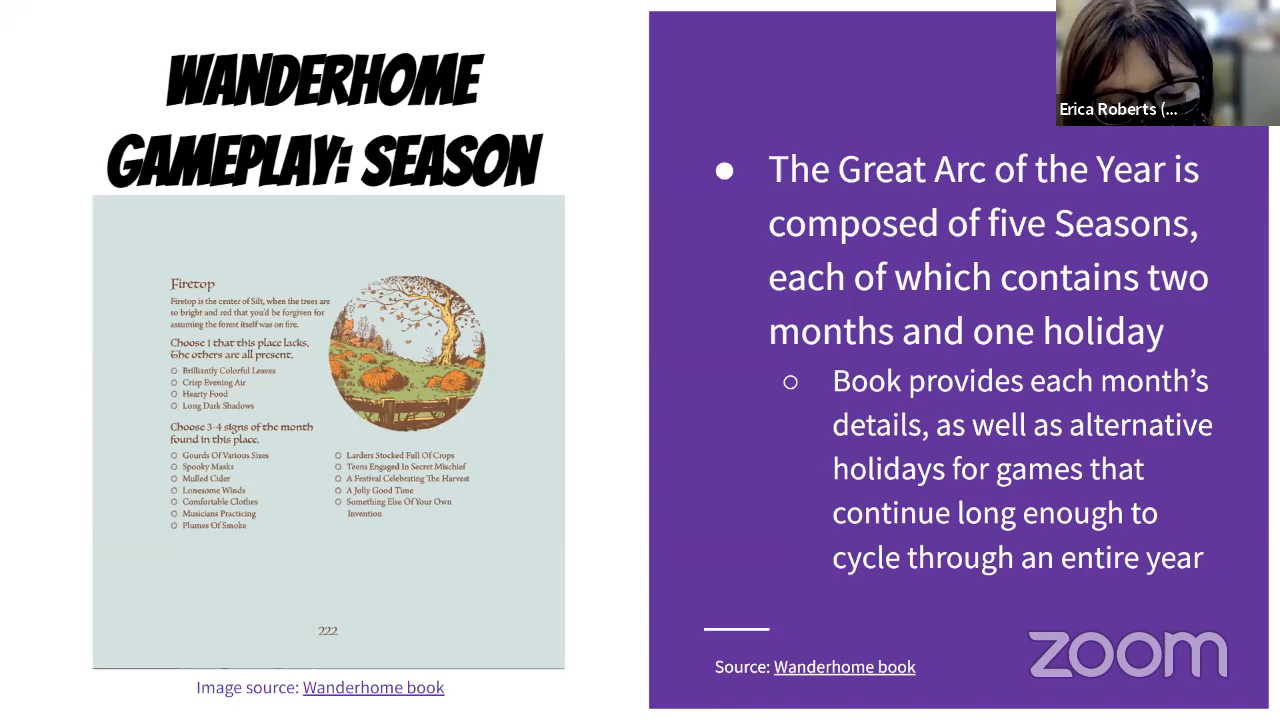 WANDERHOME
GAMEPLAY: SEASON
Firetop
Firetop is the center of Silt, when the trees are
so bright and red that you'd be forgiven for
assuming the forest itself was on fire.
Choose 1 that this place lacks.
The others are all present.
Brilliantly Colorful Leaves
Crisp Evening Air
Hearty Food
Long Dark Shadows
Choose 3-4 signs of the month
found in this place.
Gourds Of Various Sizes
Spooky Masks
Mulled Cider
Lonesome Winds
Comfortable Clothes
Musicians Practicing
Plumes Of Smoke
Larders Stocked Full Of Crops
Teens Engaged In Secret Mischief
A Festival Celebrating The Harvest
A Jolly Good Time
Something Else Of Your Own
Invention
222
Image source: Wanderhome book
Erica Roberts (...
● The Great Arc of the Year is
composed of five Seasons,
each of which contains two
months and one holiday
○ Book provides each month's
details, as well as alternative
holidays for games that
continue long enough to
cycle through an entire year
Source: Wanderhome book
zoom